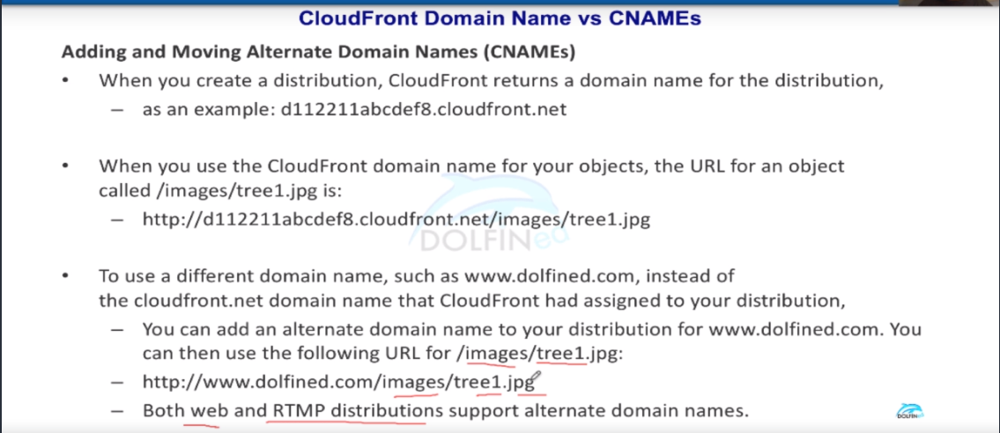 CloudFront Domain Name vs CNAMEs
Adding and Moving Alternate Domain Names (CNAMEs)
• When you create a distribution, CloudFront returns a domain name for the distribution,
– as an example: d112211abcdef8.cloudfront.net
• When you use the CloudFront domain name for your objects, the URL for an object
called /images/tree1.jpg is:
– http://d112211abcdef8.cloudfront.net/images/tree1.jpg
DOLFINed
• To use a different domain name, such as www.dolfined.com, instead of
the cloudfront.net domain name that CloudFront had assigned to your distribution,
– You can add an alternate domain name to your distribution for www.dolfined.com. You
can then use the following URL for /images/tree1.jpg:
– http://www.dolfined.com/images/tree1.jpg
– Both web and RTMP distributions support alternate domain names.
DOLFINed